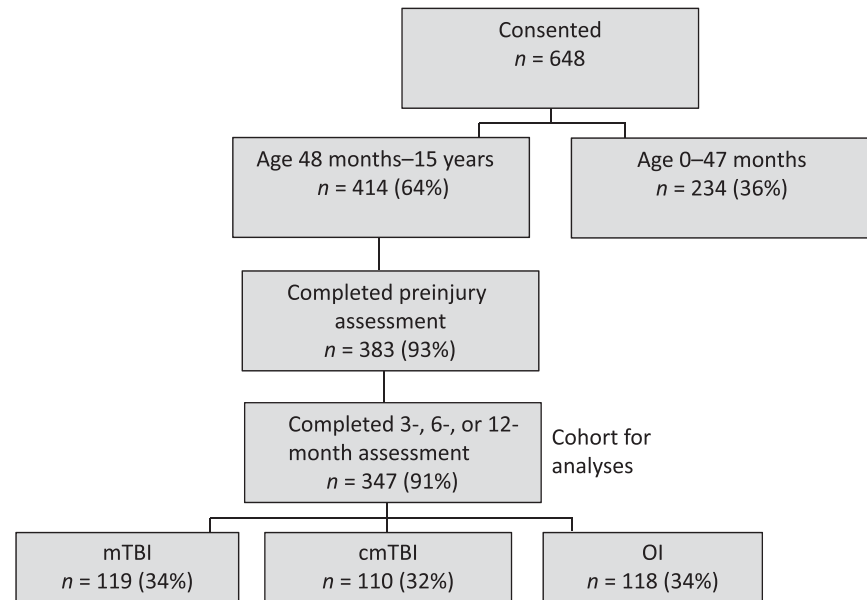 Consented
n = 648
Age 48 months–15 years
n = 414 (64%)
Age 0–47 months
n = 234 (36%)
Completed preinjury
assessment
n = 383 (93%)
Completed 3-, 6-, or 12-
month assessment
n = 347 (91%)
Cohort for
analyses
mTBI
n = 119 (34%)
cmTBI
n = 110 (32%)
OI
n = 118 (34%)